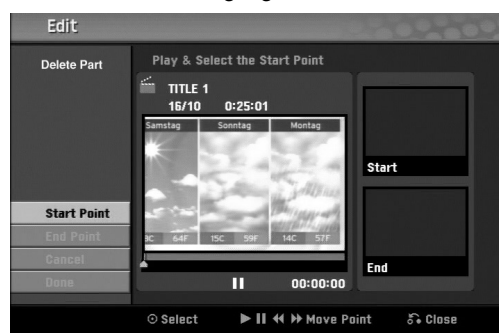 Edit
Delete Part
Play & Select the Start Point
TITLE 1
16/10 0:25:01
Samstag Sonntag Montag
64F 15C 59F 14C 57F
Start
Start Point
End Point
Cancel
Done
End
00:00:00
Select Move Point Close